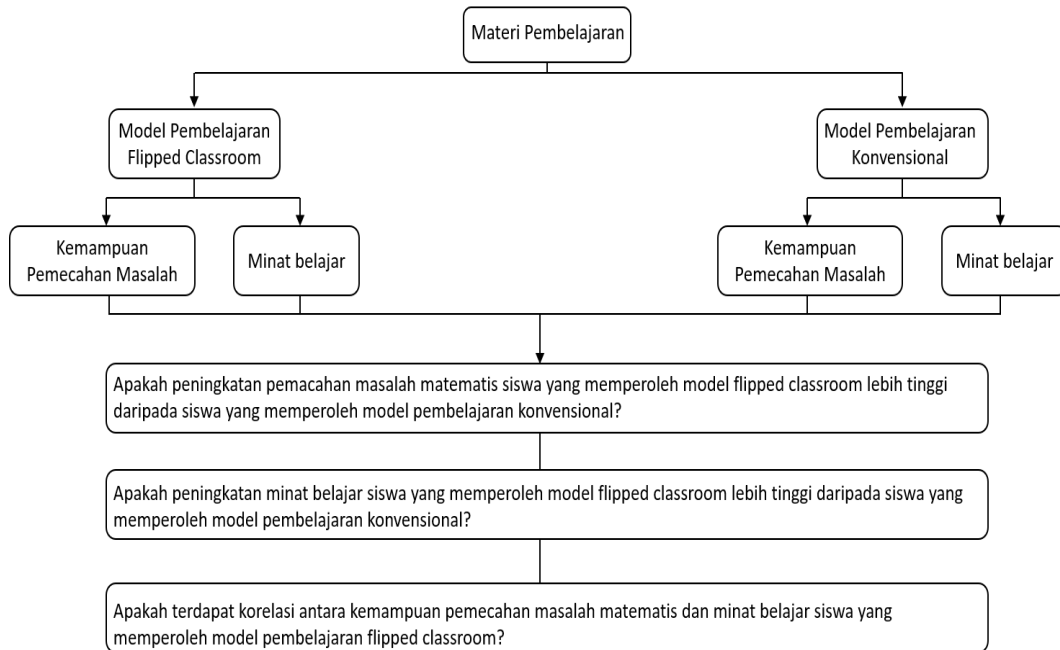 Materi Pembelajaran
Model Pembelajaran
Flipped Classroom
Model Pembelajaran
Konvensional
Kemampuan
Pemecahan Masalah
Minat belajar
Kemampuan
Pemecahan Masalah
Minat belajar
Apakah peningkatan pemacahan masalah matematis siswa yang memperoleh model flipped classroom lebih tinggi
daripada siswa yang memperoleh model pembelajaran konvensional?
Apakah peningkatan minat belajar siswa yang memperoleh model flipped classroom lebih tinggi daripada siswa yang
memperoleh model pembelajaran konvensional?
Apakah terdapat korelasi antara kemampuan pemecahan masalah matematis dan minat belajar siswa yang
memperoleh model pembelajaran flipped classroom?